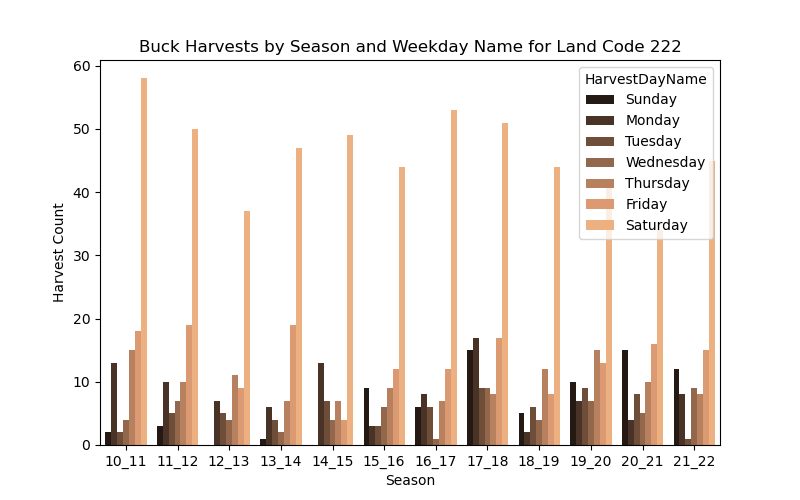 Buck Harvests by Season and Weekday Name for Land Code 222
60
50
40
30
20
10
0
Harvest Count
HarvestDayName
Sunday
Monday
Tuesday
Wednesday
Thursday
Friday
Saturday
10_11 11_12 12_13 13_14 14_15 15_16 16_17 17_18 18_19 19_20 20_21 21_22
Season